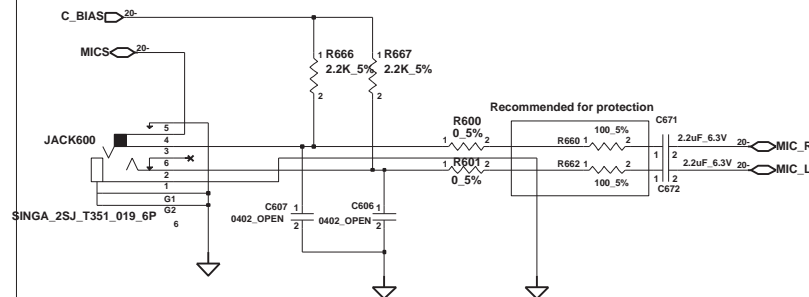 C_BIAS 20-
MICS 20-
1 R666 2.2K_5% 2
1 R667 2.2K_5% 2
Recommended for protection
JACK600
5
4
3
6
2
1
G1
G2
6
SINGA_2SJ_T351_019_6P
R600
0_5%
1 2
R601
0_5%
1 2
R660 100_5%
R662 100_5%
C671
2.2uF_6.3V
1 2
20- MIC_R
2.2uF_6.3V
1 2
20- MIC_L
C672
C607 1
0402_OPEN 2
C606 1
0402_OPEN 2